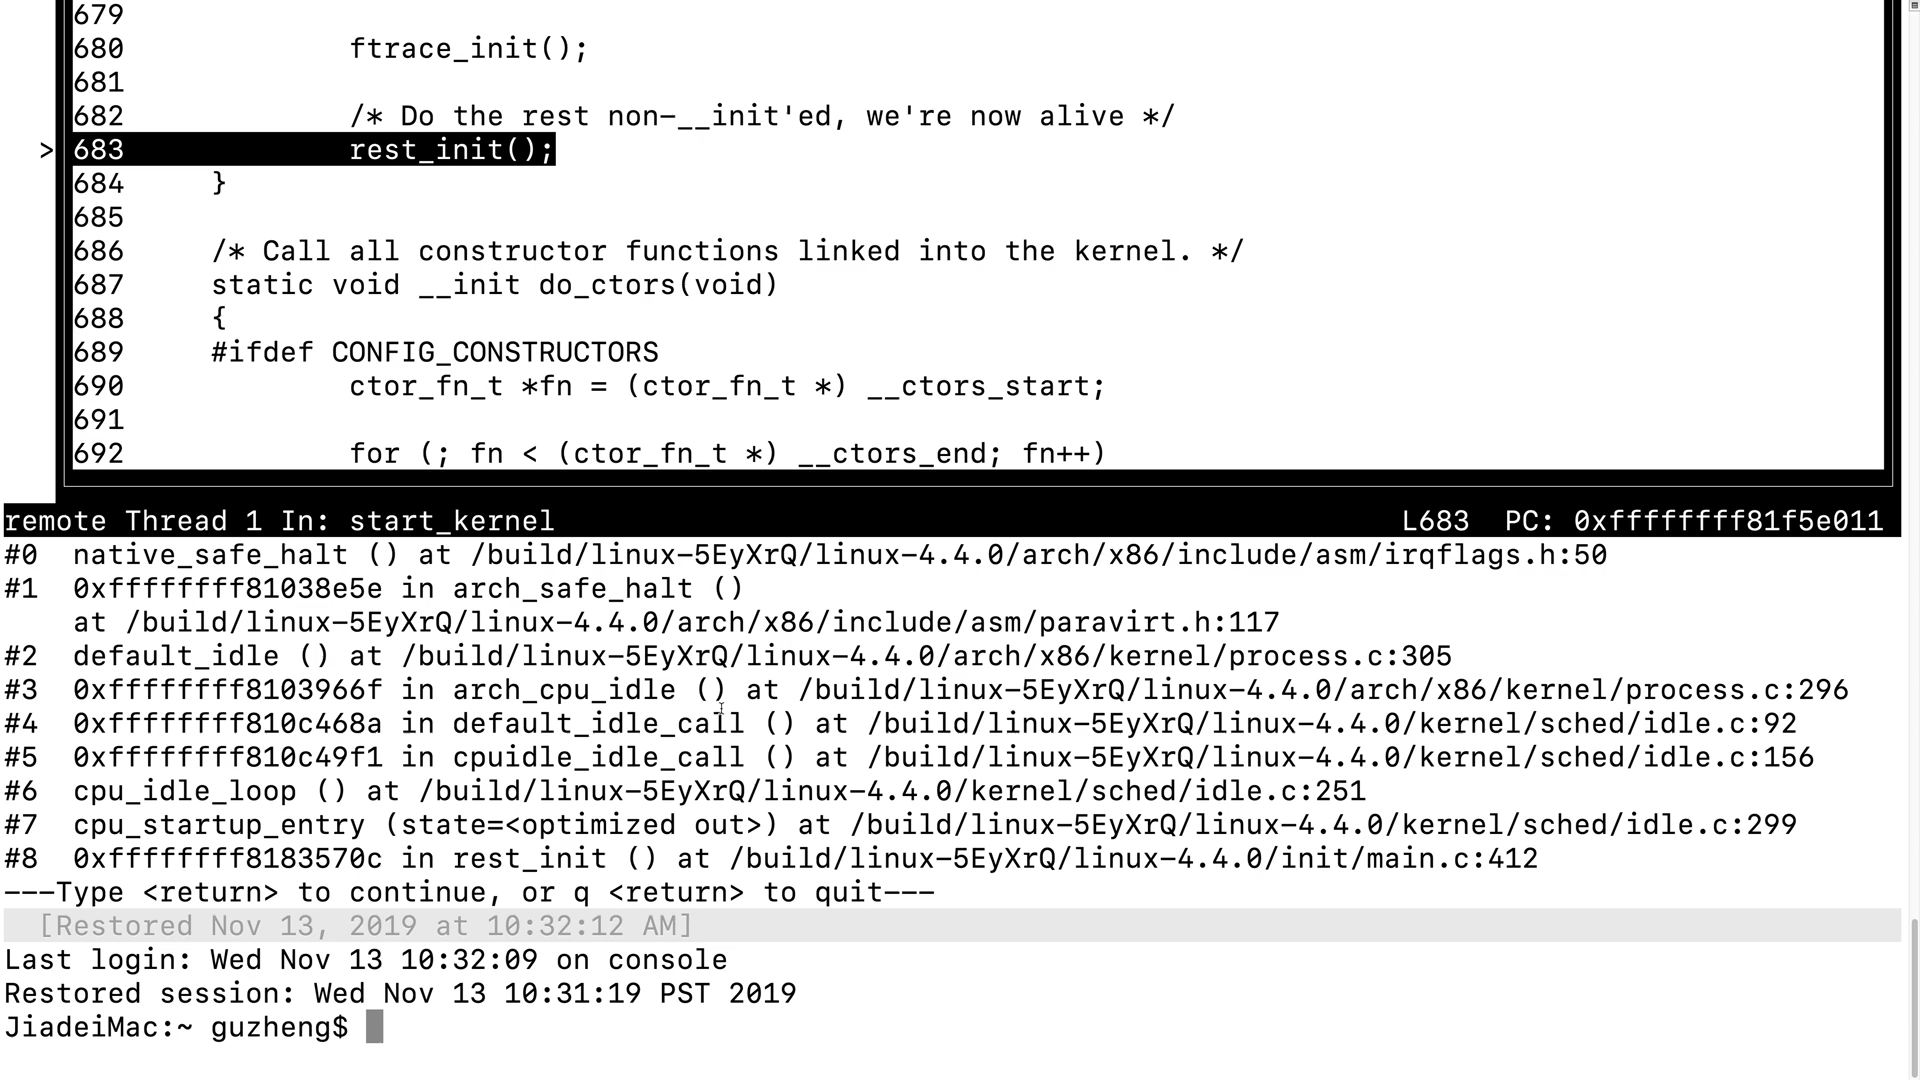 679
680 ftrace_init();
681
682 /* Do the rest non-__init'ed, we're now alive */
> 683 rest_init();
684 }
685
686 /* Call all constructor functions linked into the kernel. */
687 static void __init do_ctors(void)
688 {
689 #ifdef CONFIG_CONSTRUCTORS
690 ctor_fn_t *fn = (ctor_fn_t *) __ctors_start;
691
692 for (; fn < (ctor_fn_t *) __ctors_end; fn++)
remote Thread 1 In: start_kernel L683 PC: 0xffffffff81f5e011
#0 native_safe_halt () at /build/linux-5EyXrQ/linux-4.4.0/arch/x86/include/asm/irqflags.h:50
#1 0xffffffff81038e5e in arch_safe_halt ()
at /build/linux-5EyXrQ/linux-4.4.0/arch/x86/include/asm/paravirt.h:117
#2 default_idle () at /build/linux-5EyXrQ/linux-4.4.0/arch/x86/kernel/process.c:305
#3 0xffffffff8103966f in arch_cpu_idle () at /build/linux-5EyXrQ/linux-4.4.0/arch/x86/kernel/process.c:296
#4 0xffffffff810c468a in default_idle_call () at /build/linux-5EyXrQ/linux-4.4.0/kernel/sched/idle.c:92
#5 0xffffffff810c49f1 in cpuidle_idle_call () at /build/linux-5EyXrQ/linux-4.4.0/kernel/sched/idle.c:156
#6 cpu_idle_loop () at /build/linux-5EyXrQ/linux-4.4.0/kernel/sched/idle.c:251
#7 cpu_startup_entry (state=<optimized out>) at /build/linux-5EyXrQ/linux-4.4.0/kernel/sched/idle.c:299
#8 0xffffffff8183570c in rest_init () at /build/linux-5EyXrQ/linux-4.4.0/init/main.c:412
---Type <return> to continue, or q <return> to quit---
[Restored Nov 13, 2019 at 10:32:12 AM]
Last login: Wed Nov 13 10:32:09 on console
Restored session: Wed Nov 13 10:31:19 PST 2019
JiadeiMac:~ guzheng$